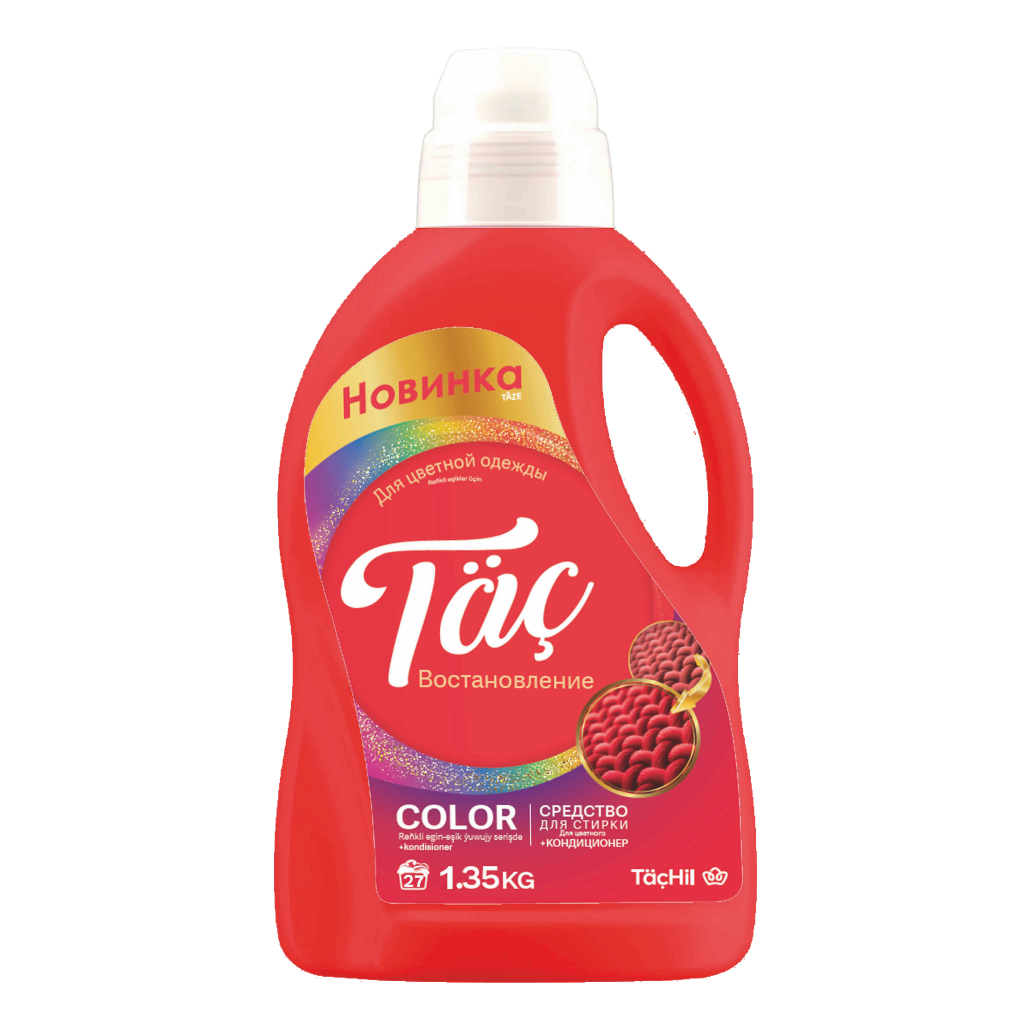 Новинка
TÄZE
Для цветной одежды
Reňkli eşikler üçin
Täç
Востановление
COLOR
Reňkli egin-eşik ýuwujy serişde
+kondisioner
СРЕДСТВО
ДЛЯ СТИРКИ
Для цветного
+КОНДИЦИОНЕР
27
1.35KG
TäçHil